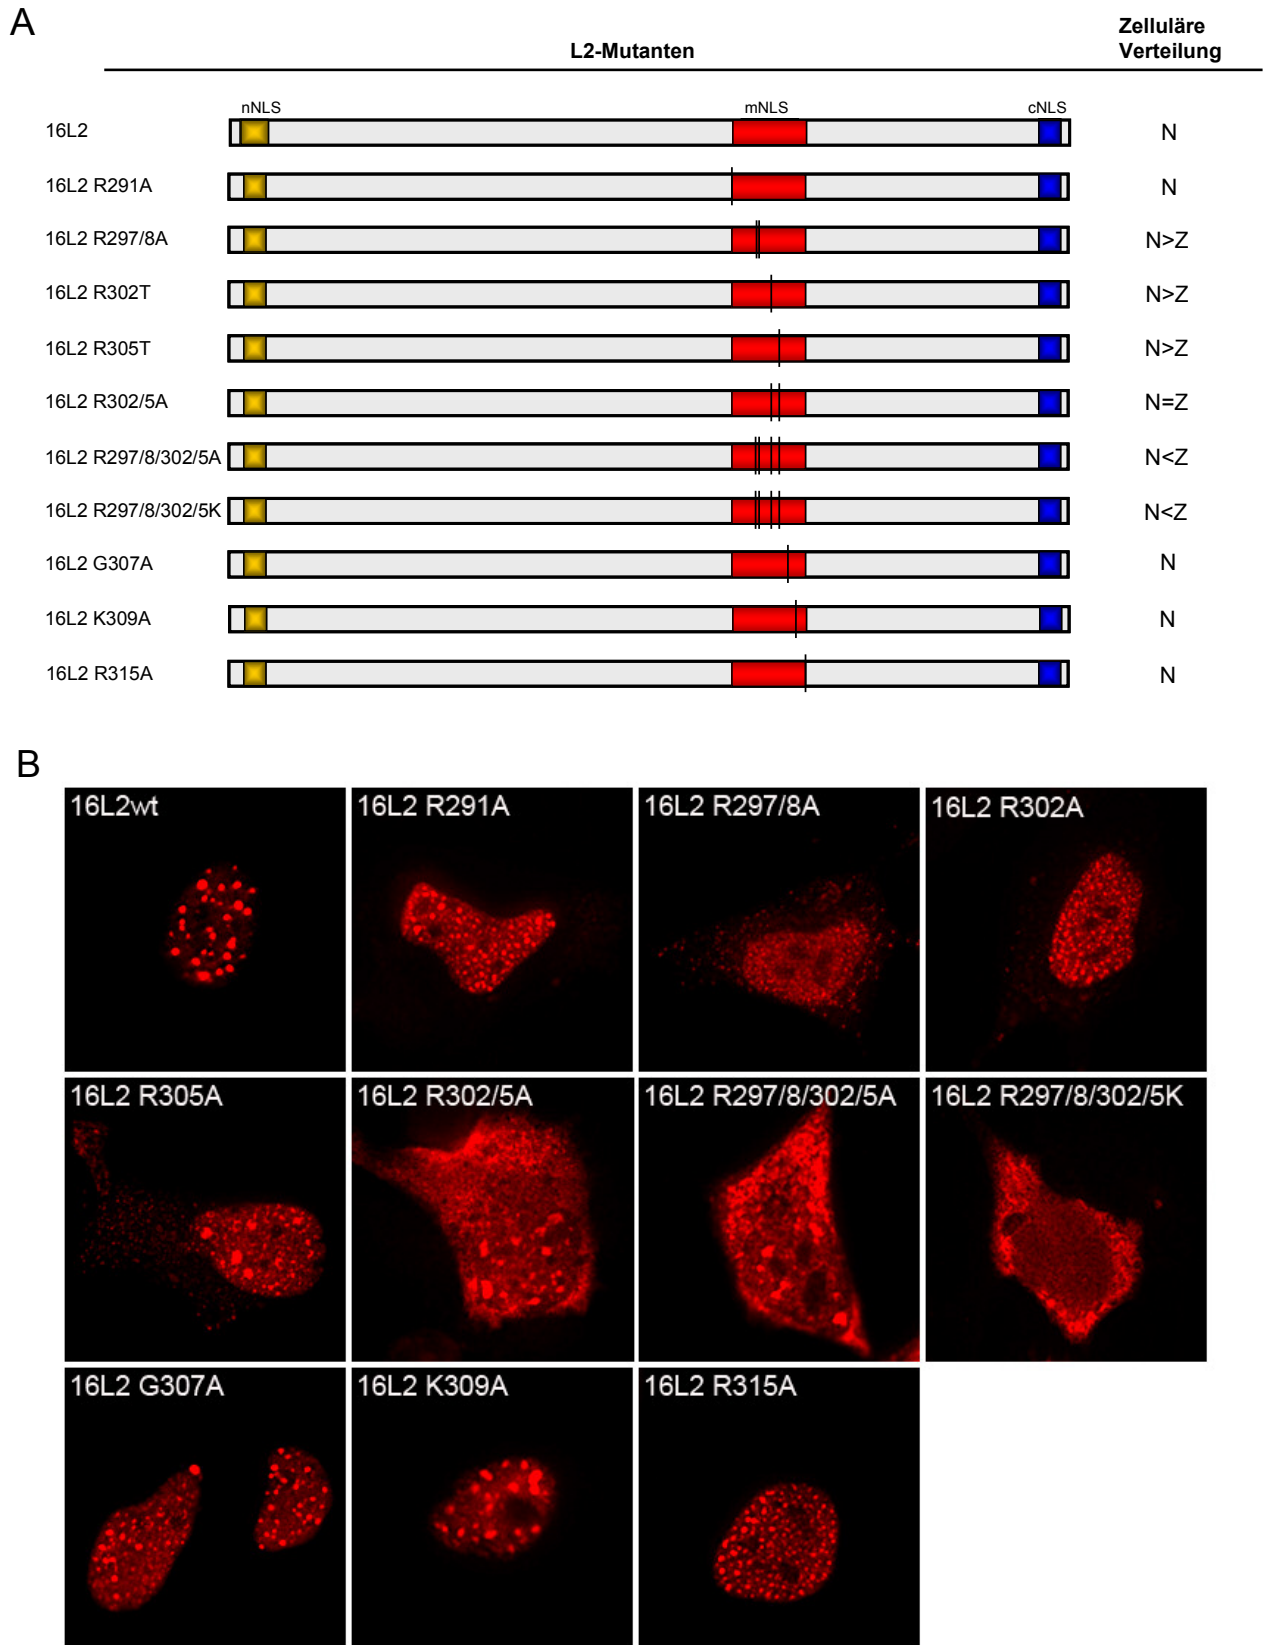 A
Zelluläre
Verteilung
L2-Mutanten
nNLS mNLS cNLS
16L2 N
16L2 R291A N
16L2 R297/8A N>Z
16L2 R302T N>Z
16L2 R305T N>Z
16L2 R302/5A N=Z
16L2 R297/8/302/5A N<Z
16L2 R297/8/302/5K N<Z
16L2 G307A N
16L2 K309A N
16L2 R315A N
B
16L2wt 16L2 R291A 16L2 R297/8A 16L2 R302A
16L2 R305A 16L2 R302/5A 16L2 R297/8/302/5A 16L2 R297/8/302/5K
16L2 G307A 16L2 K309A 16L2 R315A